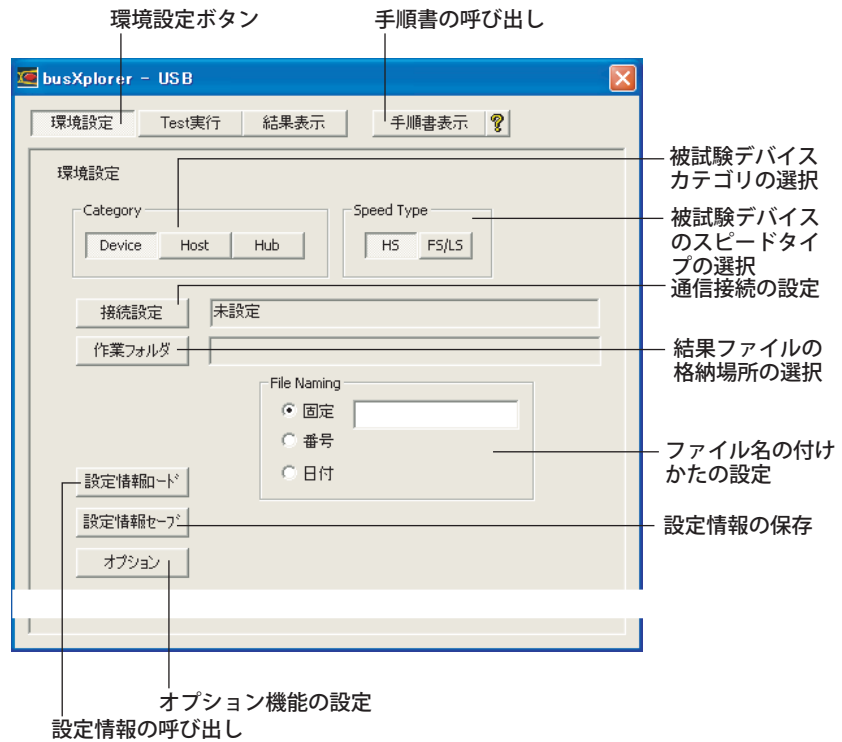 環境設定ボタン
手順書の呼び出し
busXplorer - USB
環境設定
Test実行
結果表示
手順書表示
?
環境設定
Category
Device
Host
Hub
Speed Type
HS
FS/LS
被試験デバイス
カテゴリの選択
被試験デバイス
のスピードタイ
プの選択
接続設定
未設定
通信接続の設定
作業フォルダ
結果ファイルの
格納場所の選択
File Naming
固定
番号
日付
ファイル名の付け
かたの設定
設定情報ロード
設定情報セーブ
設定情報の保存
オプション
オプション機能の設定
設定情報の呼び出し